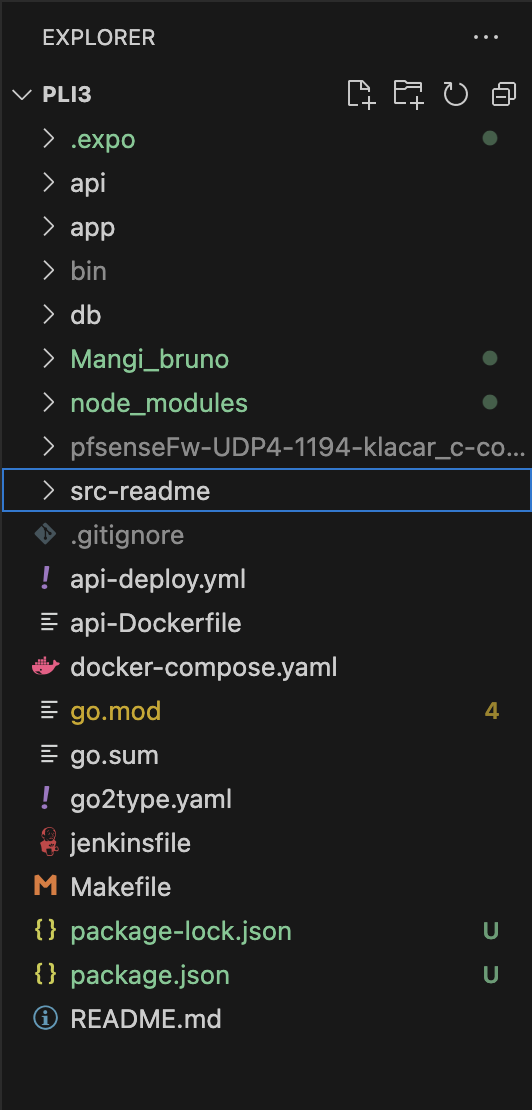 EXPLORER
PLI3
.expo
api
app
bin
db
Mangi_bruno
node_modules
pfsenseFw-UDP4-1194-klacar_c-co...
src-readme
.gitignore
! api-deploy.yml
api-Dockerfile
docker-compose.yaml
go.mod 4
go.sum
! go2type.yaml
jenkinsfile
M Makefile
{} package-lock.json U
{} package.json U
README.md